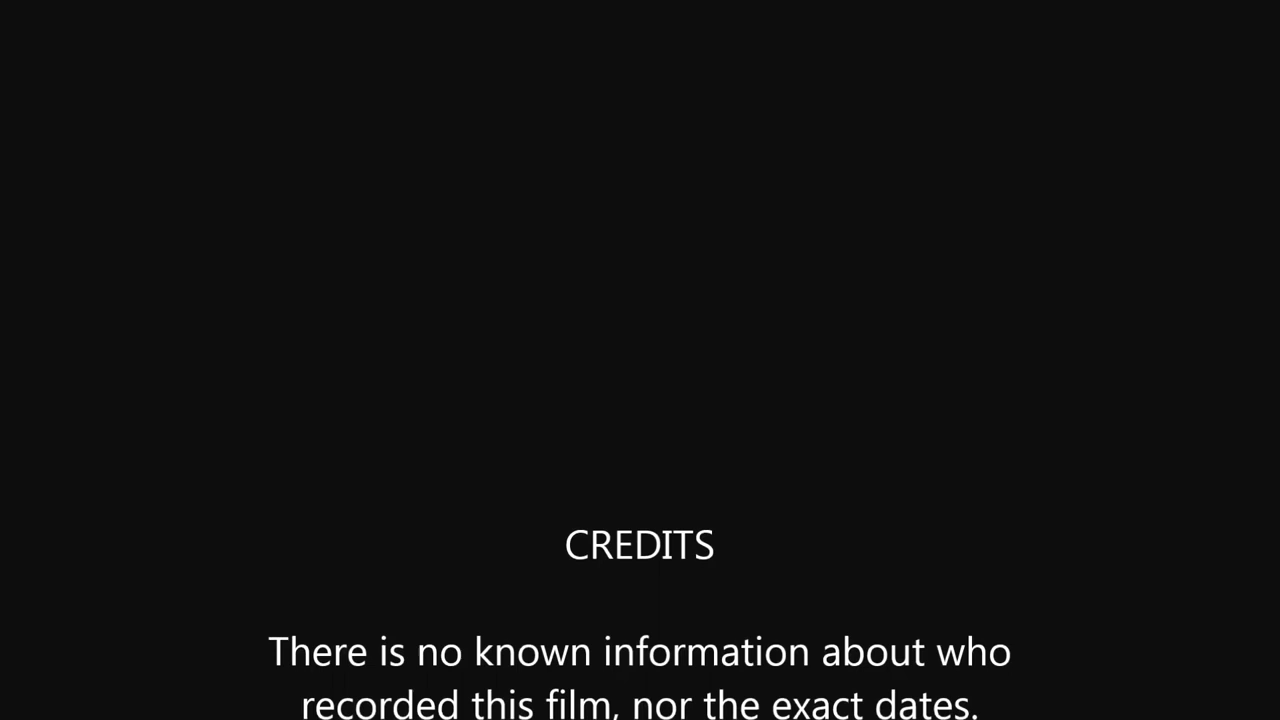 CREDITS
There is no known information about who
recorded this film, nor the exact dates.